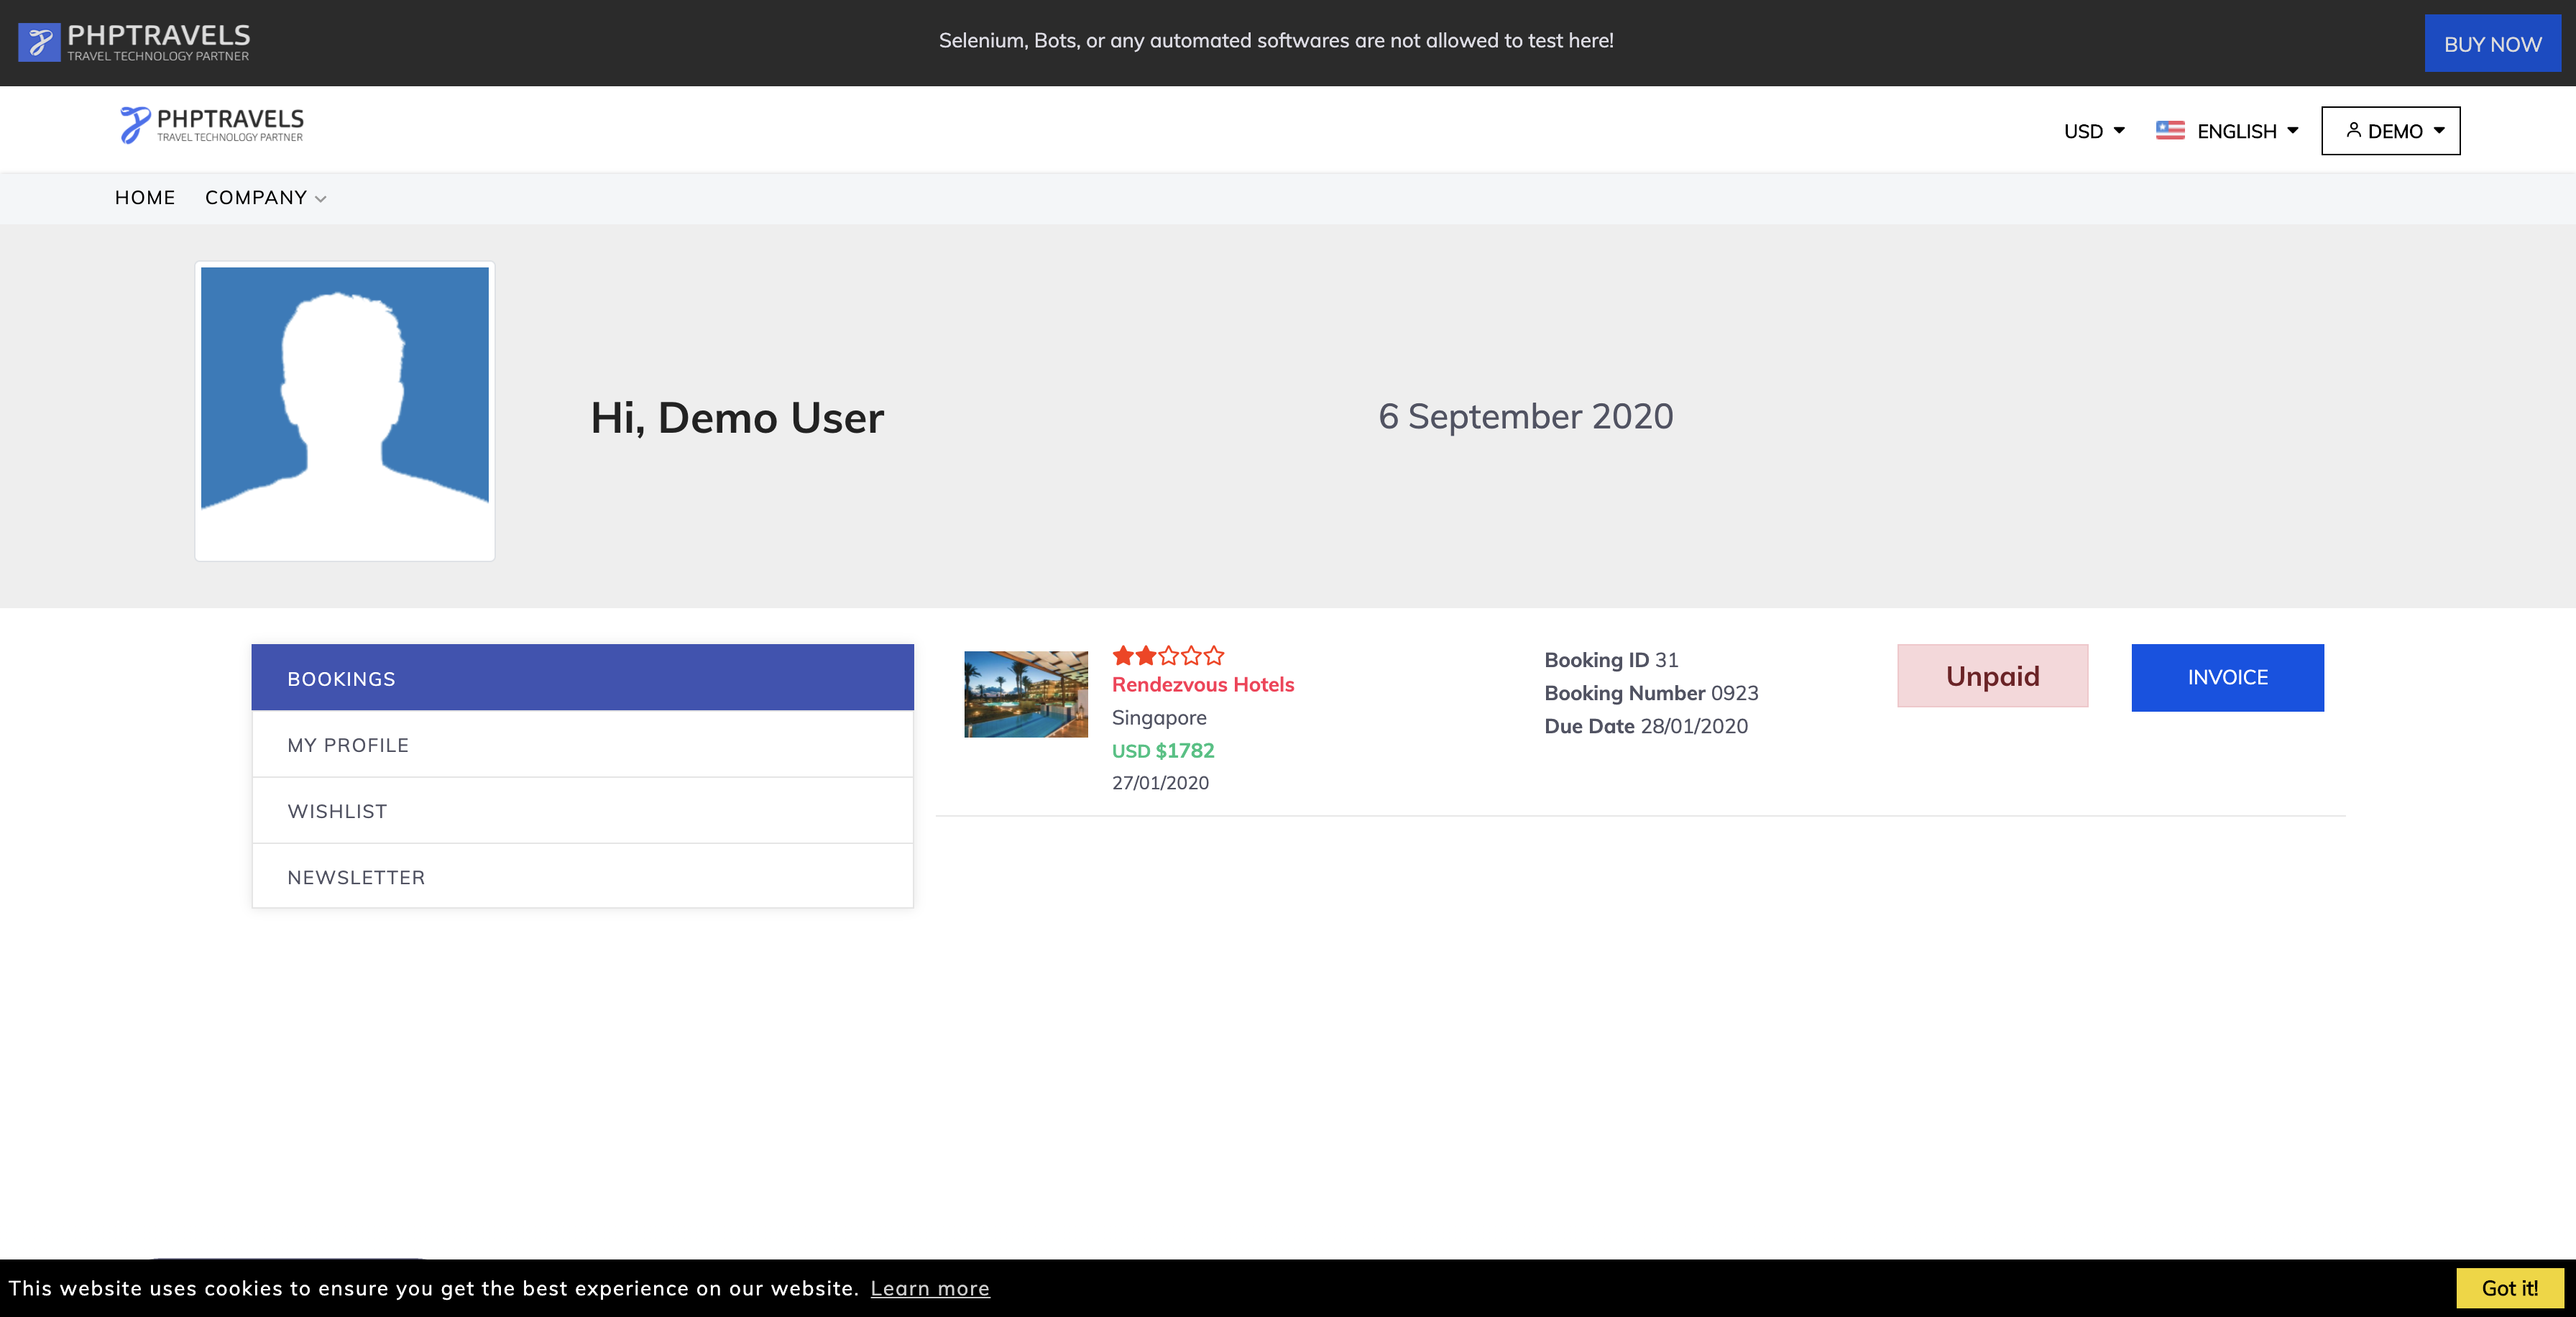 PHPTRAVELS
TRAVEL TECHNOLOGY PARTNER
Selenium, Bots, or any automated softwares are not allowed to test here!
BUY NOW
PHPTRAVELS
TRAVEL TECHNOLOGY PARTNER
USD
ENGLISH
DEMO
HOME
COMPANY
Hi, Demo User
6 September 2020
BOOKINGS
MY PROFILE
WISHLIST
NEWSLETTER
Rendezvous Hotels
Singapore
USD $1782
27/01/2020
Booking ID 31
Booking Number 0923
Due Date 28/01/2020
Unpaid
INVOICE
This website uses cookies to ensure you get the best experience on our website. Learn more
Got it!